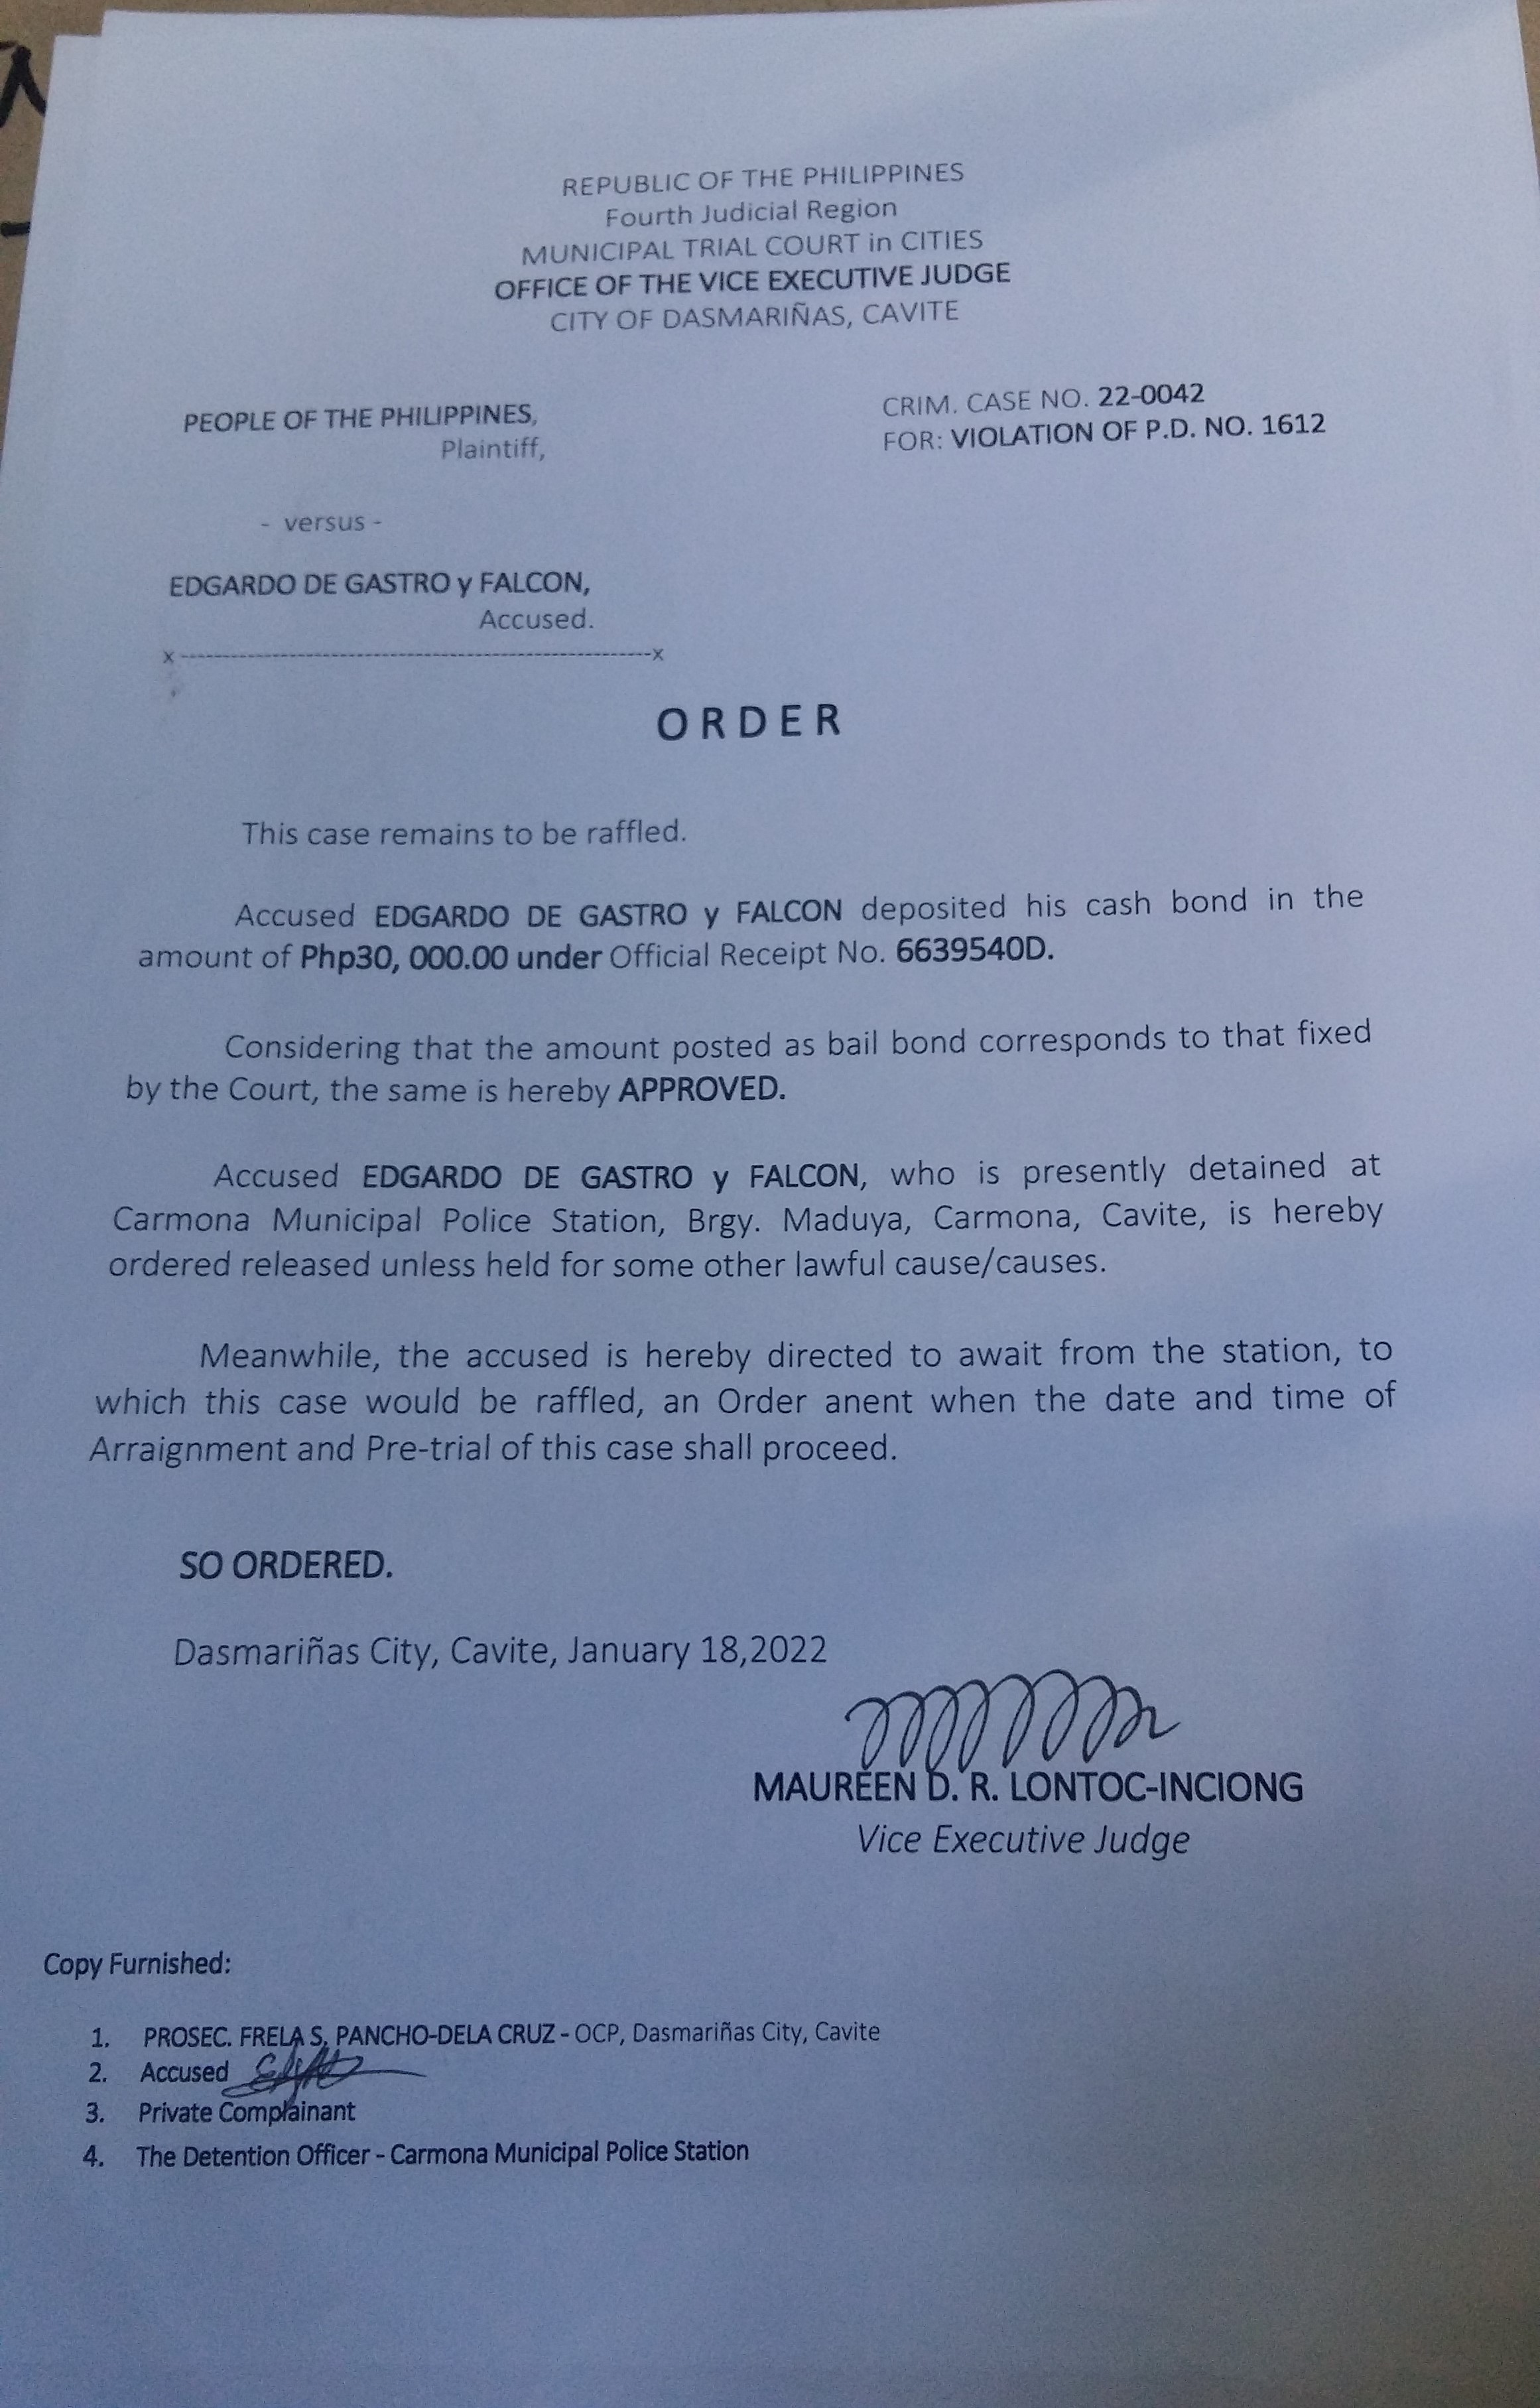 REPUBLIC OF THE PHILIPPINES
Fourth Judicial Region
MUNICIPAL TRIAL COURT in CITIES
OFFICE OF THE VICE EXECUTIVE JUDGE
CITY OF DASMARIÑAS, CAVITE
PEOPLE OF THE PHILIPPINES,
Plaintiff,
CRIM. CASE NO. 22-0042
FOR: VIOLATION OF P.D. NO. 1612
- versus -
EDGARDO DE GASTRO y FALCON,
Accused.
x--------------------------------------------------------x
ORDER
This case remains to be raffled.
Accused EDGARDO DE GASTRO y FALCON deposited his cash bond in the
amount of Php30, 000.00 under Official Receipt No. 6639540D.
Considering that the amount posted as bail bond corresponds to that fixed
by the Court, the same is hereby APPROVED.
Accused EDGARDO DE GASTRO y FALCON, who is presently detained at
Carmona Municipal Police Station, Brgy. Maduya, Carmona, Cavite, is hereby
ordered released unless held for some other lawful cause/causes.
Meanwhile, the accused is hereby directed to await from the station, to
which this case would be raffled, an Order anent when the date and time of
Arraignment and Pre-trial of this case shall proceed.
SO ORDERED.
Dasmariñas City, Cavite, January 18,2022
MAUREEN D. R. LONTOC-INCIONG
Vice Executive Judge
Copy Furnished:
1. PROSEC. FRELA S. PANCHO-DELA CRUZ - OCP, Dasmariñas City, Cavite
2. Accused
3. Private Complainant
4. The Detention Officer - Carmona Municipal Police Station